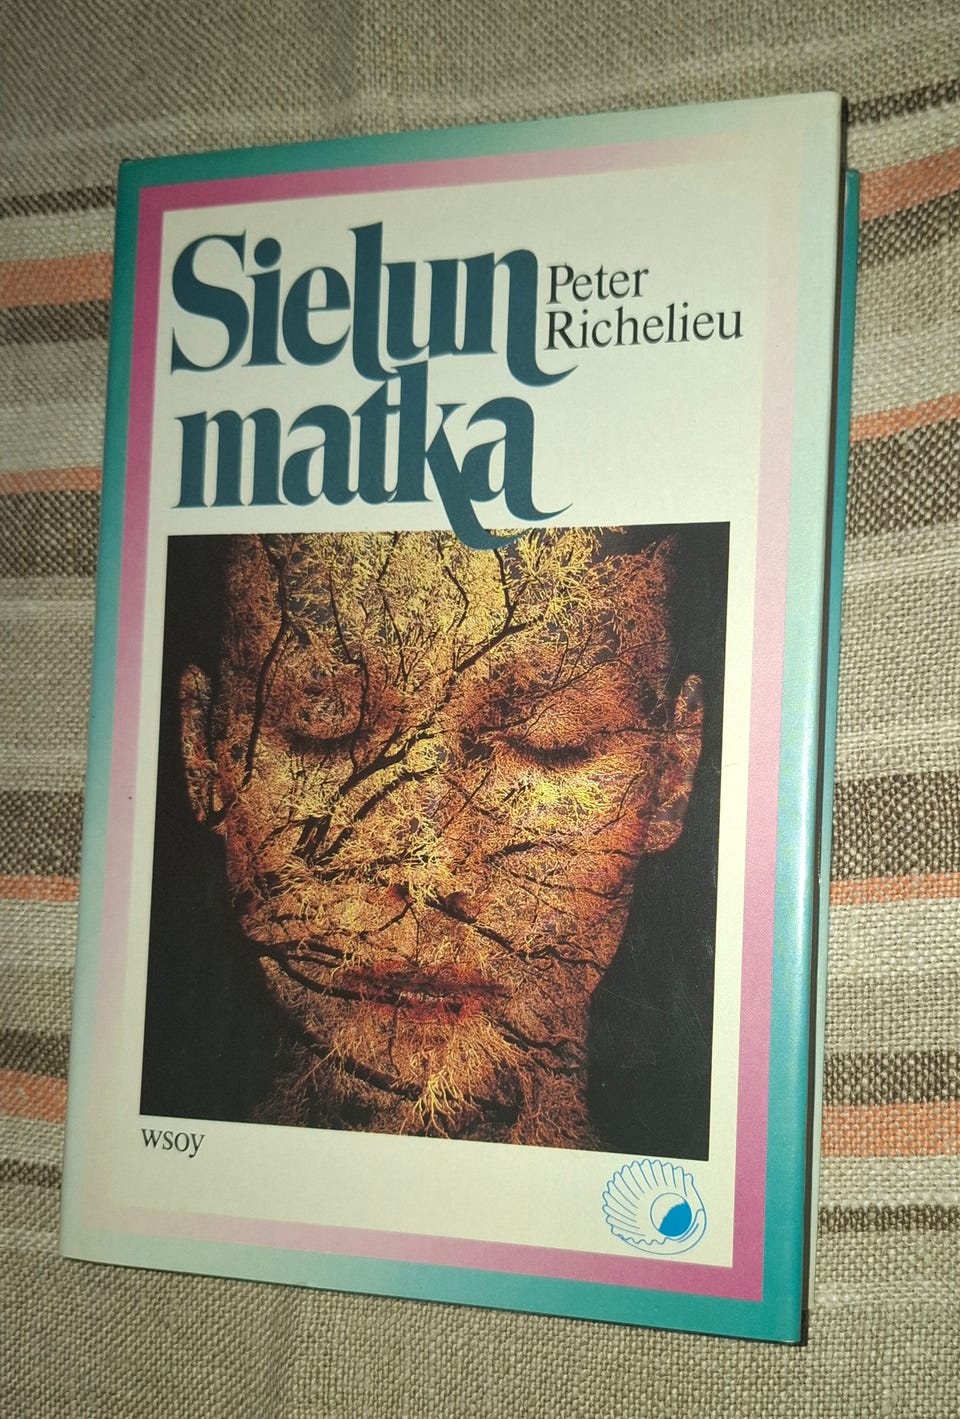 Sielun
matka
Peter
Richelieu
wsoy